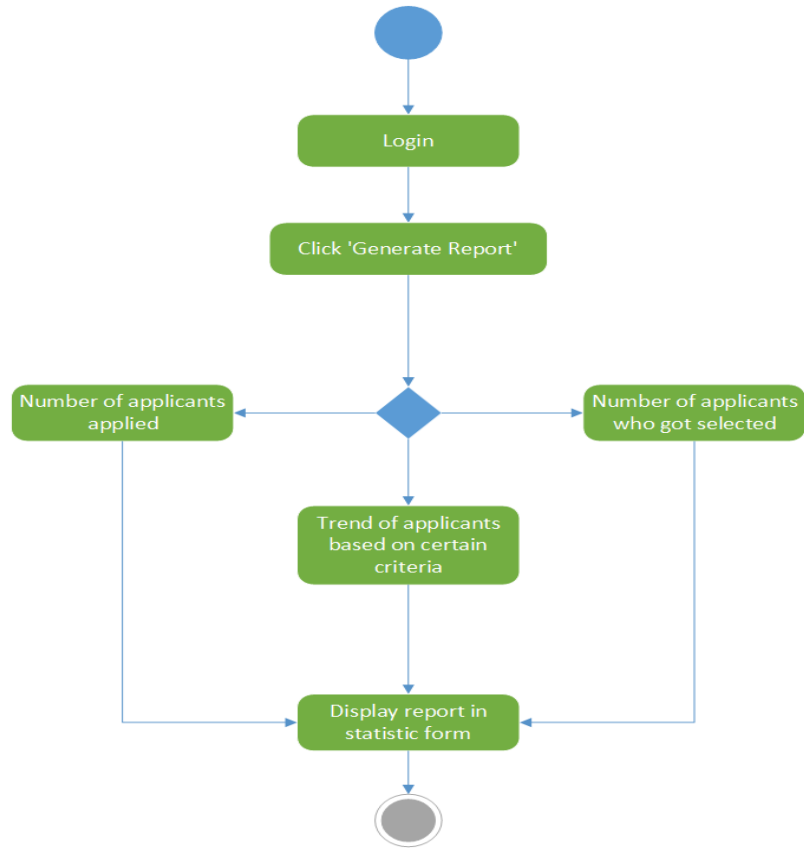 Login
Click 'Generate Report'
Number of applicants
applied
Number of applicants
who got selected
Trend of applicants
based on certain
criteria
Display report in
statistic form